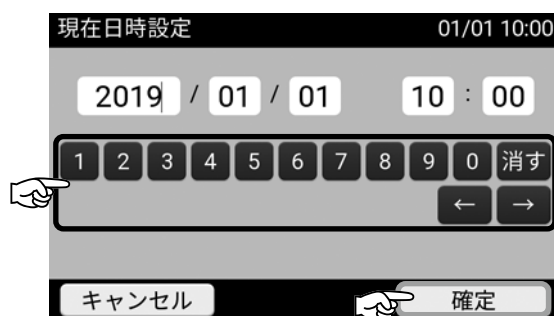 現在日時設定 01/01 10:00
2019 / 01 / 01 10 : 00
1 2 3 4 5 6 7 8 9 0 消す
← →
キャンセル 確定